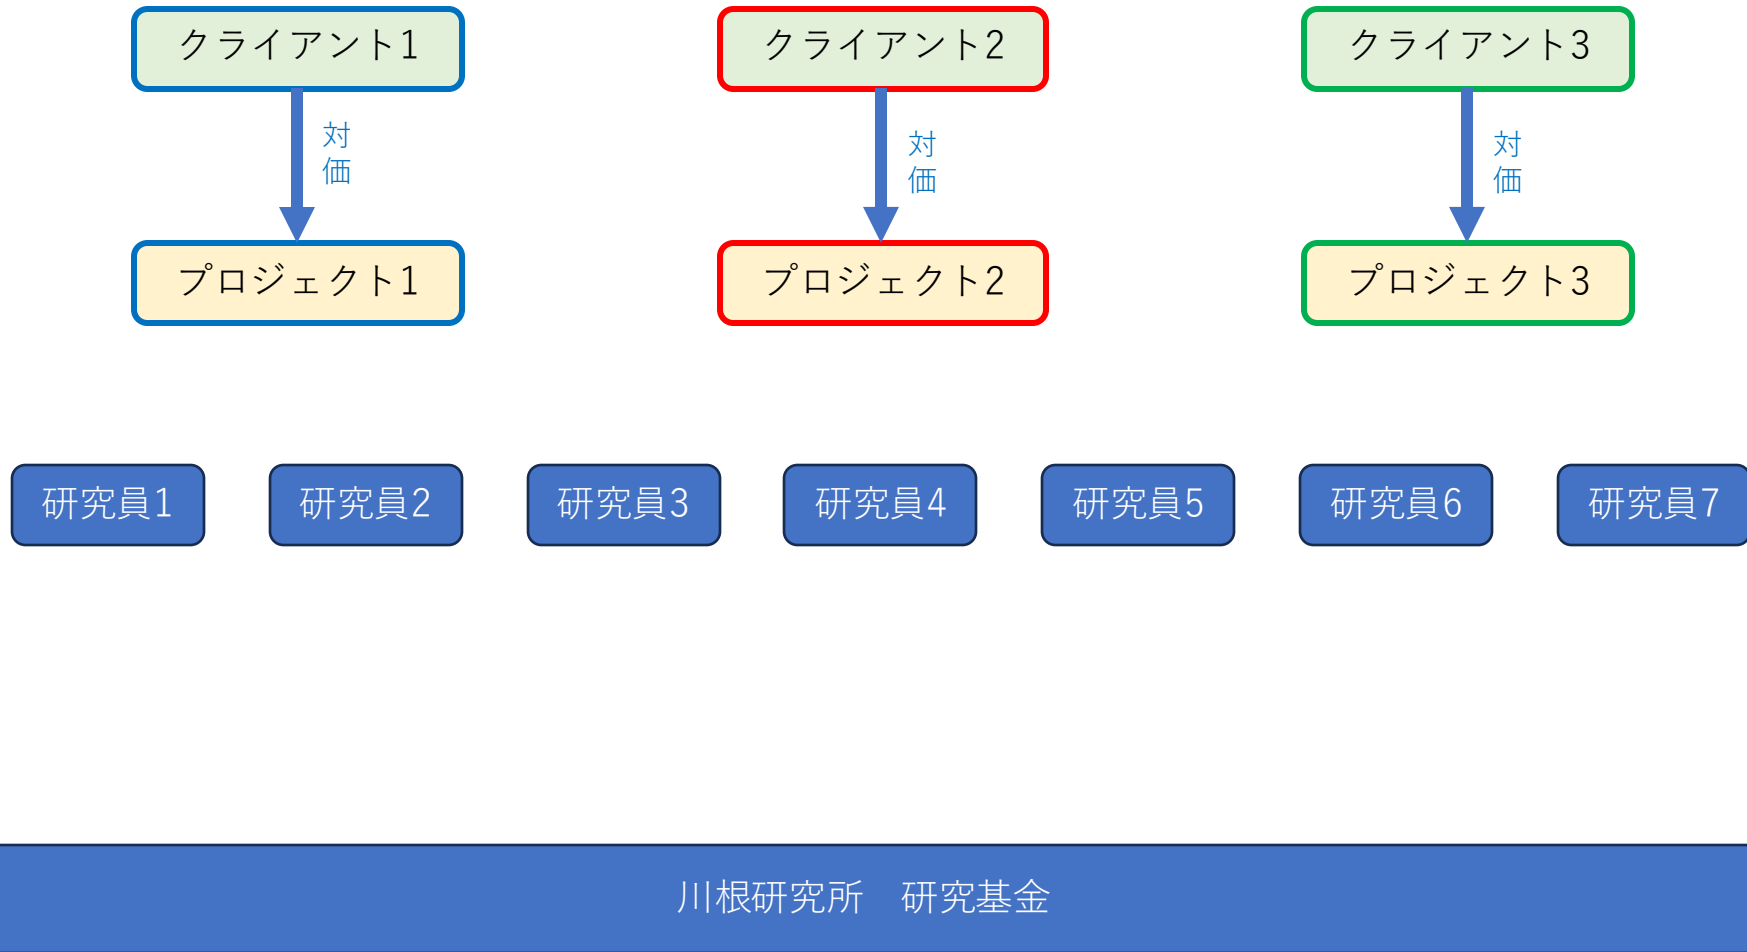 クライアント1
クライアント2
クライアント3
対価
対価
対価
プロジェクト1
プロジェクト2
プロジェクト3
研究員1
研究員2
研究員3
研究員4
研究員5
研究員6
研究員7
川根研究所　研究基金